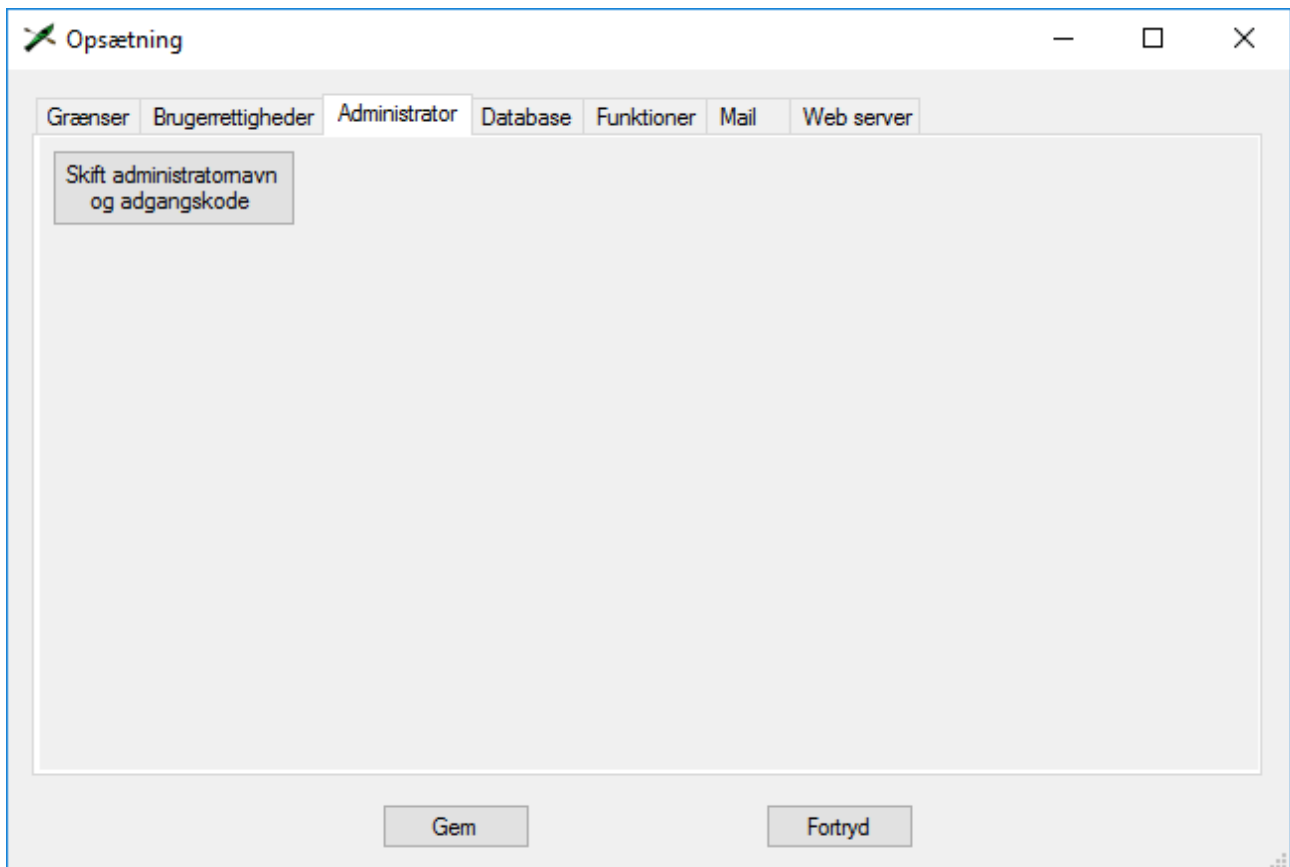 Opsætning
Grænser Brugerrettigheder Administrator Database Funktioner Mail Web server
Skift administratornavn
og adgangskode
Gem Fortryd